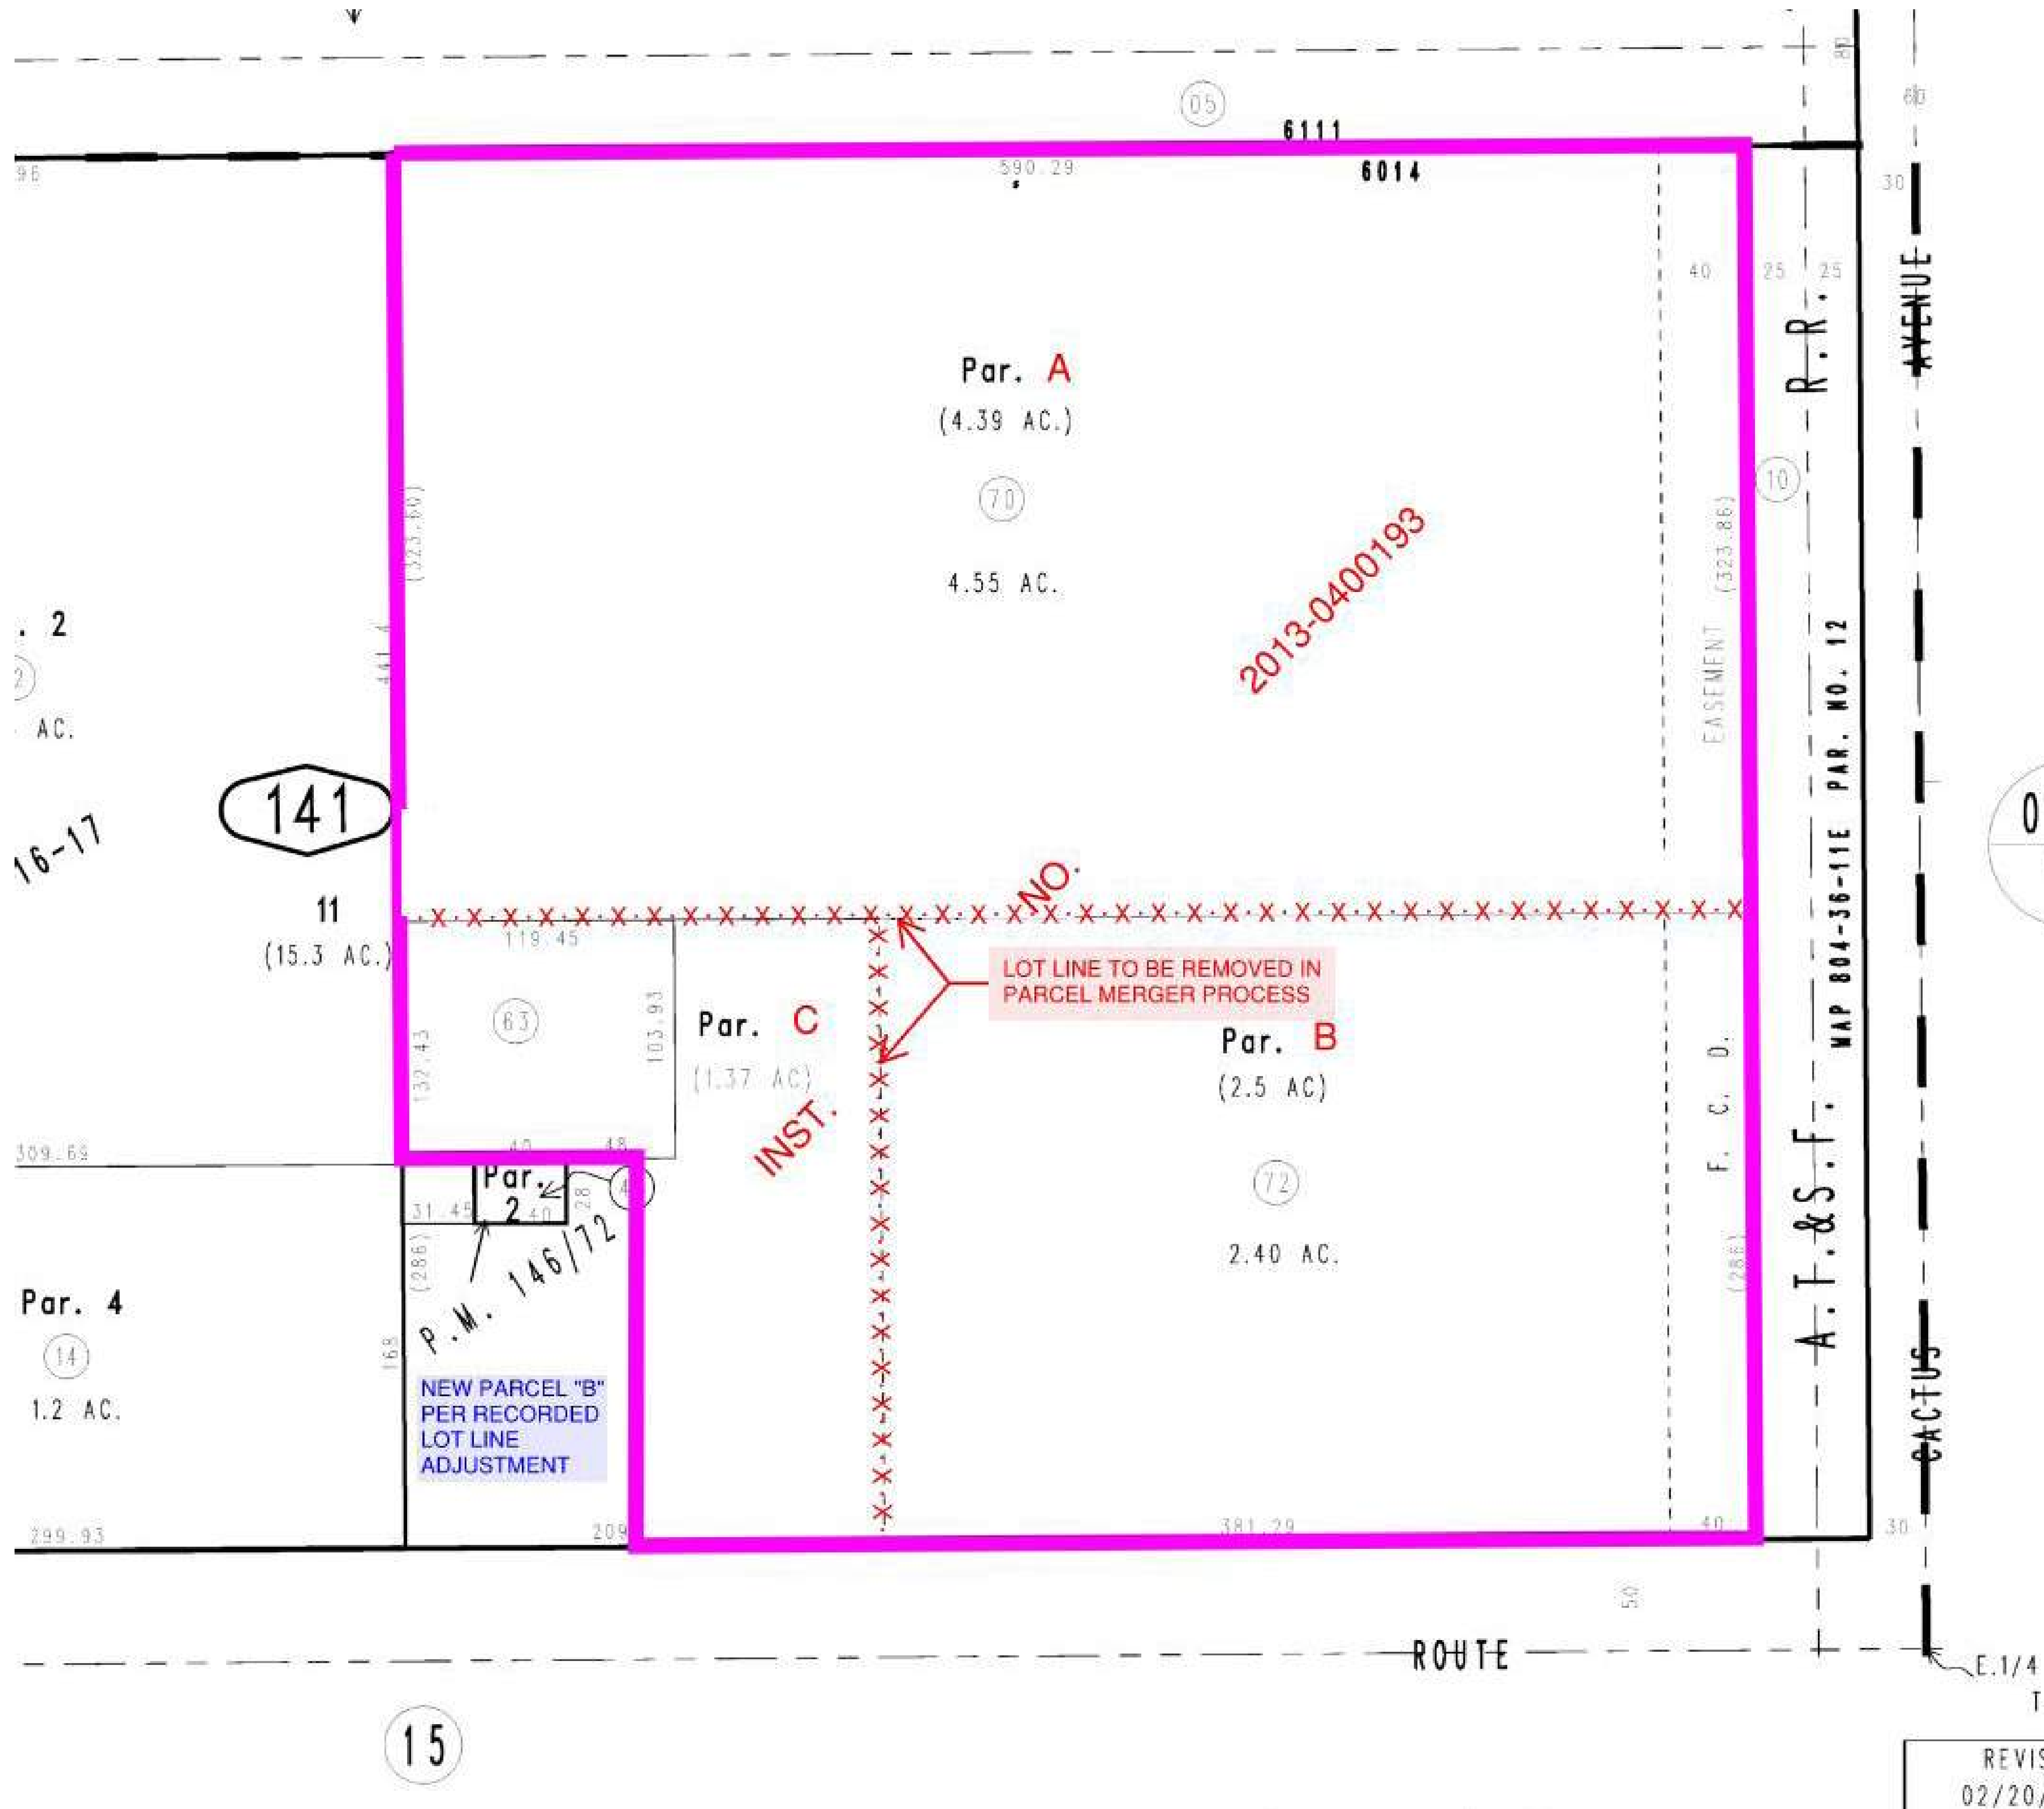 05
6111
590.29
6014
96
80
60
30
40
25
25
R.R.
AVENUE
Par. A
(4.39 AC.)
70
4.55 AC.
10
(323.60)
(323.86)
2013-0400193
. 2
AC.
EASEMENT
MAP 804-36-11E PAR. NO. 12
141
16-17
11
(15.3 AC.)
NO.
119.45
LOT LINE TO BE REMOVED IN
PARCEL MERGER PROCESS
63
132.43
103.93
Par. C
(1.37 AC)
INST.
Par. B
(2.5 AC)
72
2.40 AC.
F. C. D.
(286)
A.T.&S.F.
309.69
40
48
Par.
2
31.45
40
28
(286)
P.M. 146/72
168
Par. 4
14
1.2 AC.
NEW PARCEL "B"
PER RECORDED
LOT LINE
ADJUSTMENT
CACTUS
299.93
209
381.29
40
30
50
ROUTE
E.1/4
T
15
REVIS
02/20/